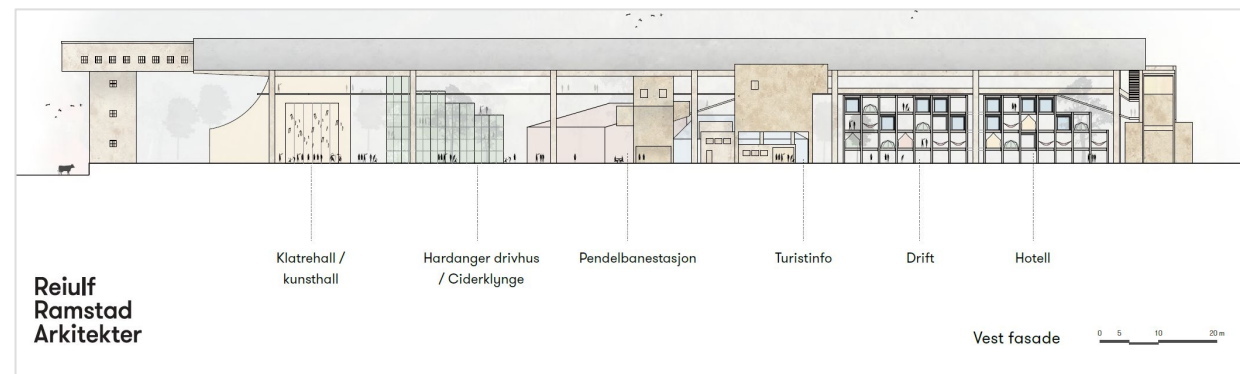 Klatrehall /
kunsthall
Hardanger drivhus
/ Ciderklynge
Pendelbanestasjon
Turistinfo
Drift
Hotell
Reiulf
Ramstad
Arkitekter
Vest fasade
0 5 10 20 m